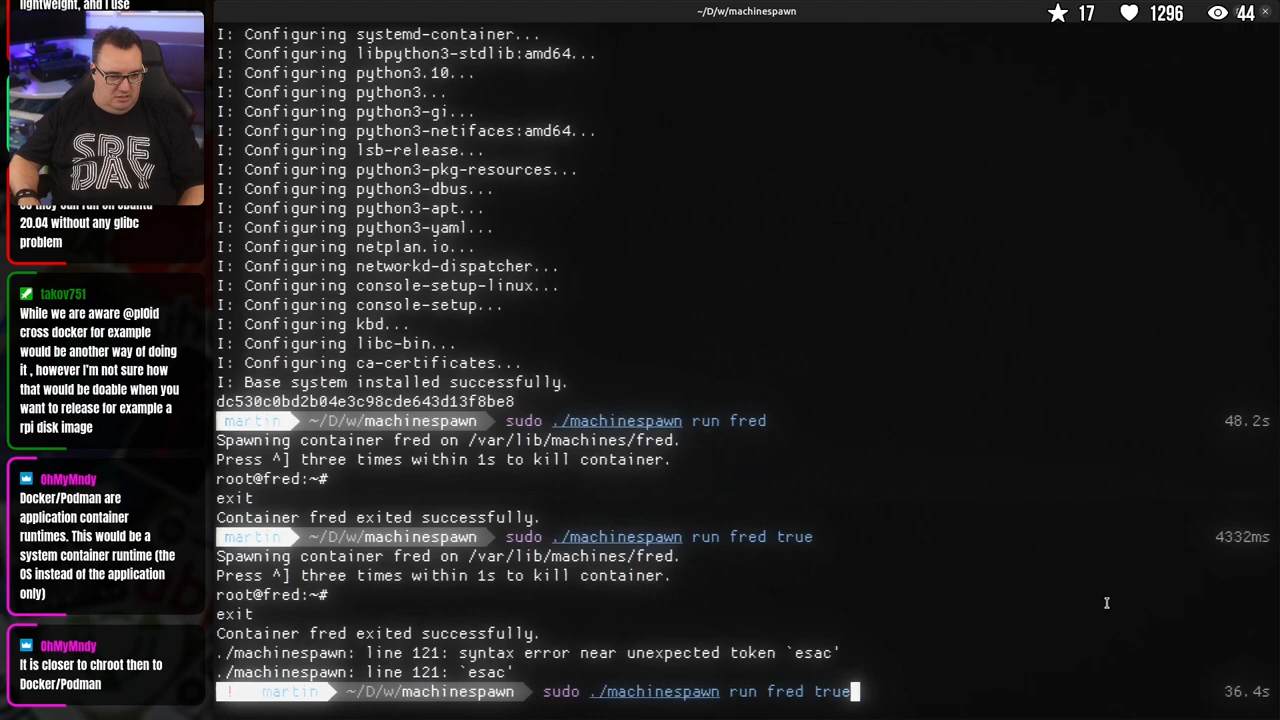 lightweight, and I use
so they can run on ubuntu
20.04 without any glibc
problem
takov751
While we are aware @pl0id
cross docker for example
would be another way of doing
it , however I'm not sure how
that would be doable when you
want to release for example a
rpi disk image
OhMyMndy
Docker/Podman are
application container
runtimes. This would be a
system container runtime (the
OS instead of the application
only)
OhMyMndy
It is closer to chroot then to
Docker/Podman
SRE
DAY
~/D/w/machinespawn
17 1296 44
I: Configuring systemd-container...
I: Configuring libpython3-stdlib:amd64...
I: Configuring python3.10...
I: Configuring python3...
I: Configuring python3-gi...
I: Configuring python3-netifaces:amd64...
I: Configuring lsb-release...
I: Configuring python3-pkg-resources...
I: Configuring python3-dbus...
I: Configuring python3-apt...
I: Configuring python3-yaml...
I: Configuring netplan.io...
I: Configuring networkd-dispatcher...
I: Configuring console-setup-linux...
I: Configuring console-setup...
I: Configuring kbd...
I: Configuring libc-bin...
I: Configuring ca-certificates...
I: Base system installed successfully.
dc530c0bd2b04e3c98cde643d13f8be8
martin ~/D/w/machinespawn sudo ./machinespawn run fred 48.2s
Spawning container fred on /var/lib/machines/fred.
Press ^] three times within 1s to kill container.
root@fred:~#
exit
Container fred exited successfully.
martin ~/D/w/machinespawn sudo ./machinespawn run fred true 4332ms
Spawning container fred on /var/lib/machines/fred.
Press ^] three times within 1s to kill container.
root@fred:~#
exit
Container fred exited successfully.
./machinespawn: line 121: syntax error near unexpected token `esac'
./machinespawn: line 121: `esac'
! martin ~/D/w/machinespawn sudo ./machinespawn run fred true 36.4s